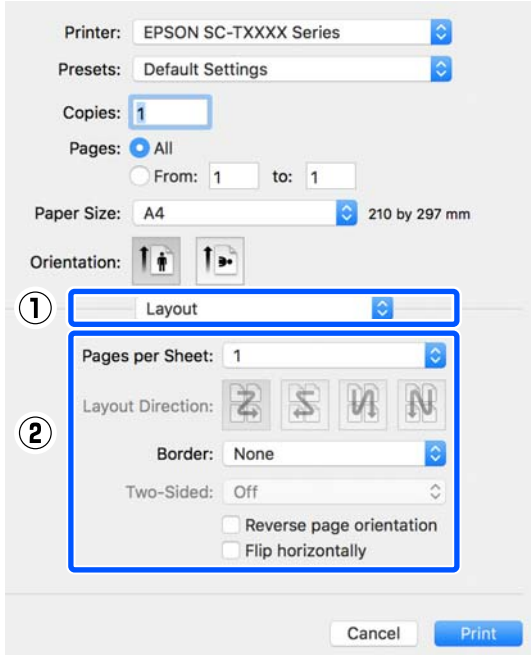 Printer: EPSON SC-TXXXX Series
Presets: Default Settings
Copies: 1
Pages: All
From: 1 to: 1
Paper Size: A4 210 by 297 mm
Orientation:
① Layout
Pages per Sheet: 1
Layout Direction:
②
Border: None
Two-Sided: Off
Reverse page orientation
Flip horizontally
Cancel Print